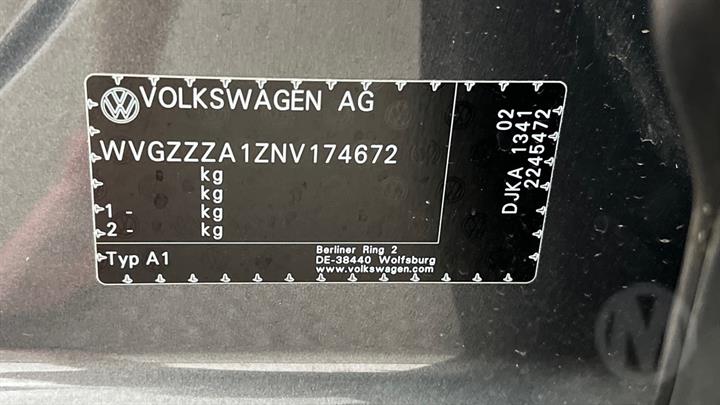 VOLKSWAGEN AG
WVGZZZA1ZNV174672
kg
kg
1 - kg
2 - kg
Typ A1
Berliner Ring 2
DE-38440 Wolfsburg
www.volkswagen.com
02
DJKA 1341
2245472